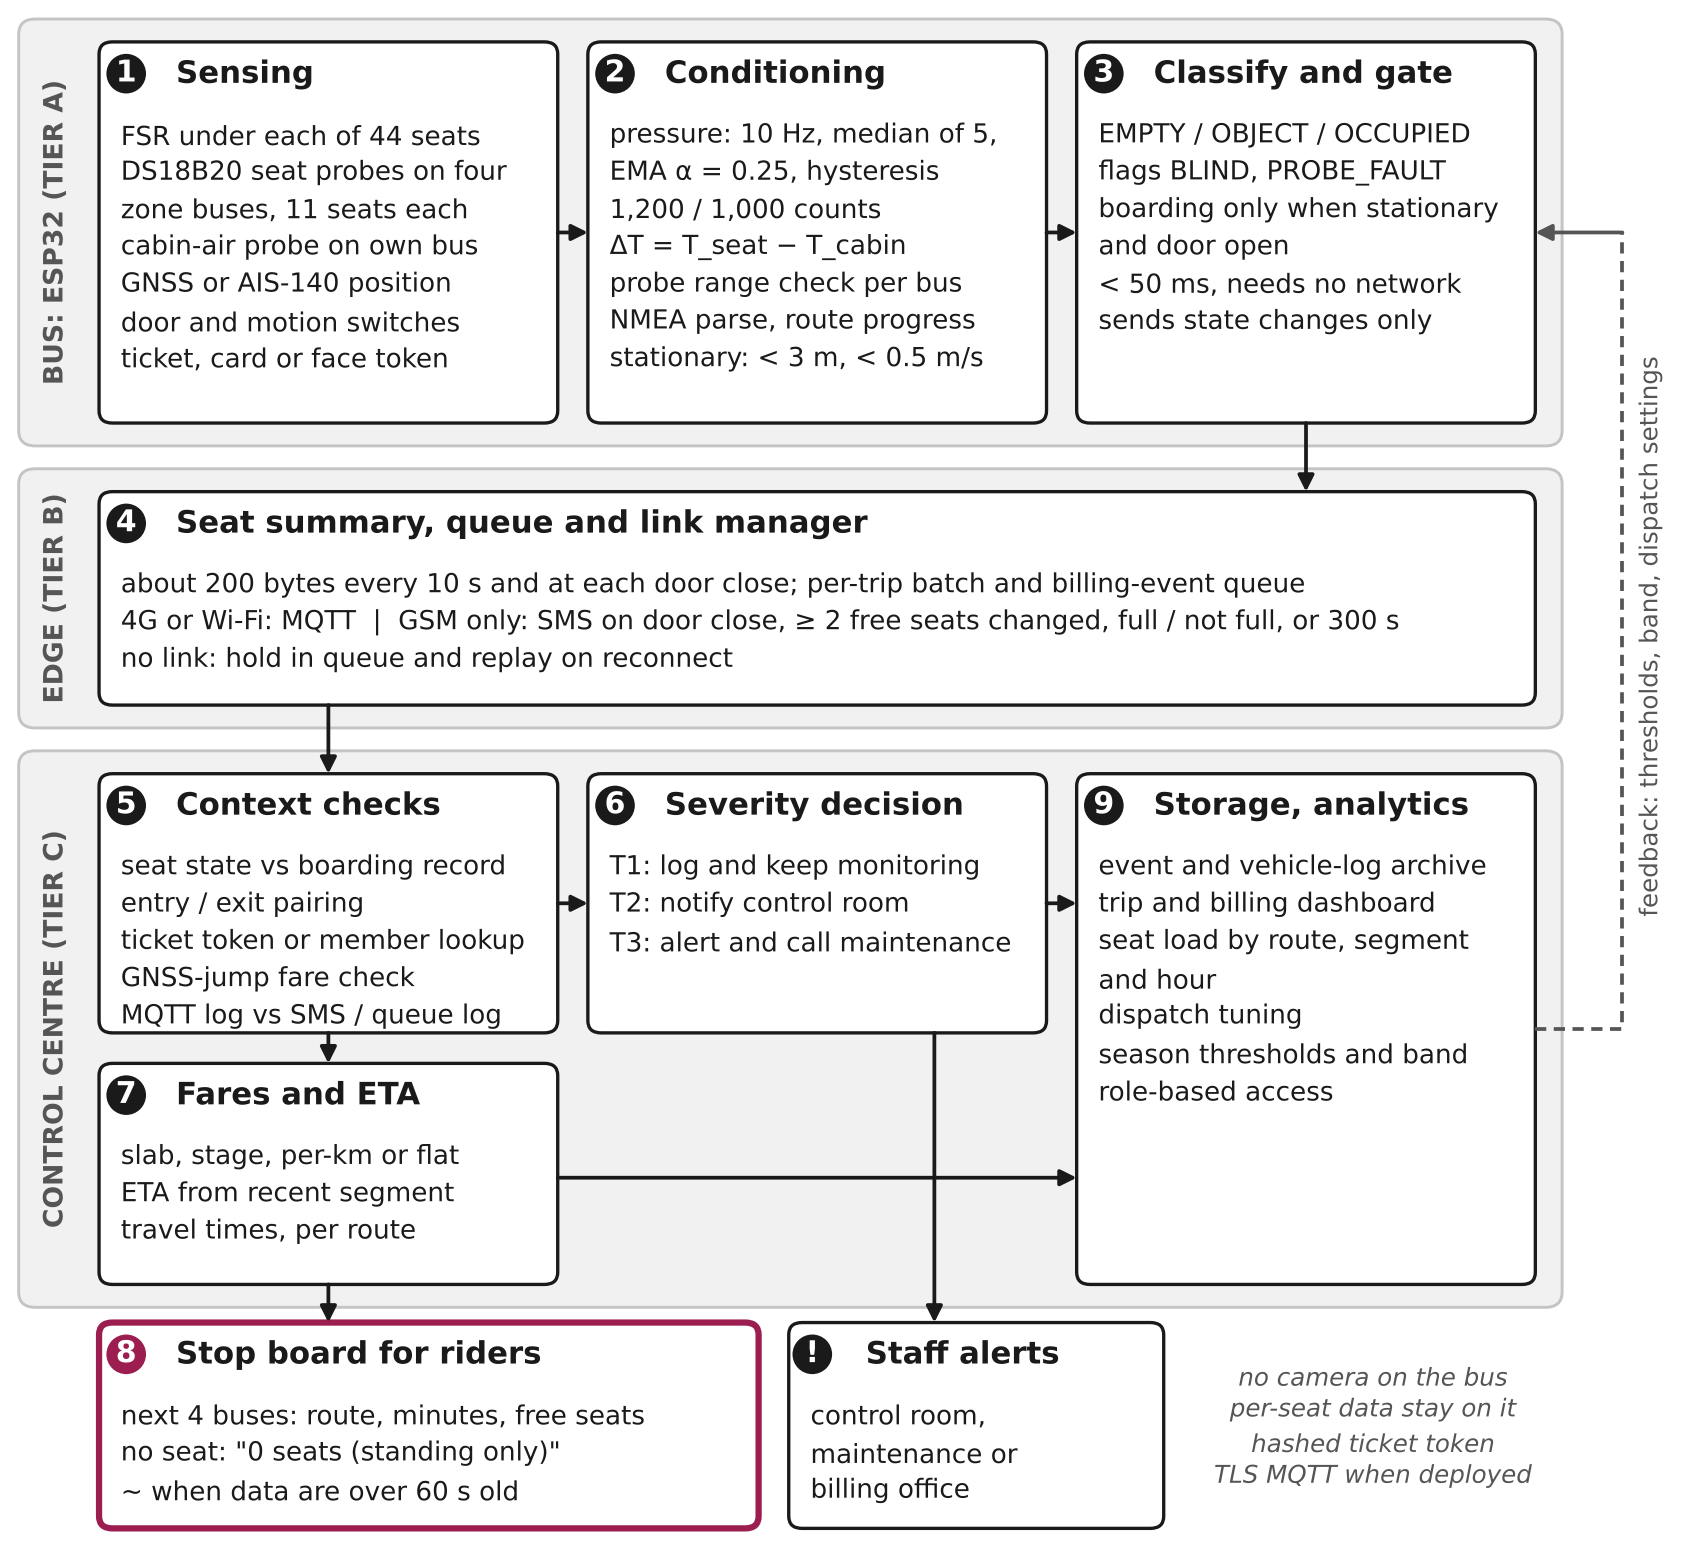 BUS: ESP32 (TIER A)
1 Sensing
FSR under each of 44 seats
DS18B20 seat probes on four
zone buses, 11 seats each
cabin-air probe on own bus
GNSS or AIS-140 position
door and motion switches
ticket, card or face token
2 Conditioning
pressure: 10 Hz, median of 5,
EMA α = 0.25, hysteresis
1,200 / 1,000 counts
ΔT = T_seat − T_cabin
probe range check per bus
NMEA parse, route progress
stationary: < 3 m, < 0.5 m/s
3 Classify and gate
EMPTY / OBJECT / OCCUPIED
flags BLIND, PROBE_FAULT
boarding only when stationary
and door open
< 50 ms, needs no network
sends state changes only
feedback: thresholds, band, dispatch settings
EDGE (TIER B)
4 Seat summary, queue and link manager
about 200 bytes every 10 s and at each door close; per-trip batch and billing-event queue
4G or Wi-Fi: MQTT | GSM only: SMS on door close, ≥ 2 free seats changed, full / not full, or 300 s
no link: hold in queue and replay on reconnect
CONTROL CENTRE (TIER C)
5 Context checks
seat state vs boarding record
entry / exit pairing
ticket token or member lookup
GNSS-jump fare check
MQTT log vs SMS / queue log
6 Severity decision
T1: log and keep monitoring
T2: notify control room
T3: alert and call maintenance
9 Storage, analytics
event and vehicle-log archive
trip and billing dashboard
seat load by route, segment
and hour
dispatch tuning
season thresholds and band
role-based access
7 Fares and ETA
slab, stage, per-km or flat
ETA from recent segment
travel times, per route
8 Stop board for riders
next 4 buses: route, minutes, free seats
no seat: "0 seats (standing only)"
~ when data are over 60 s old
! Staff alerts
control room,
maintenance or
billing office
no camera on the bus
per-seat data stay on it
hashed ticket token
TLS MQTT when deployed